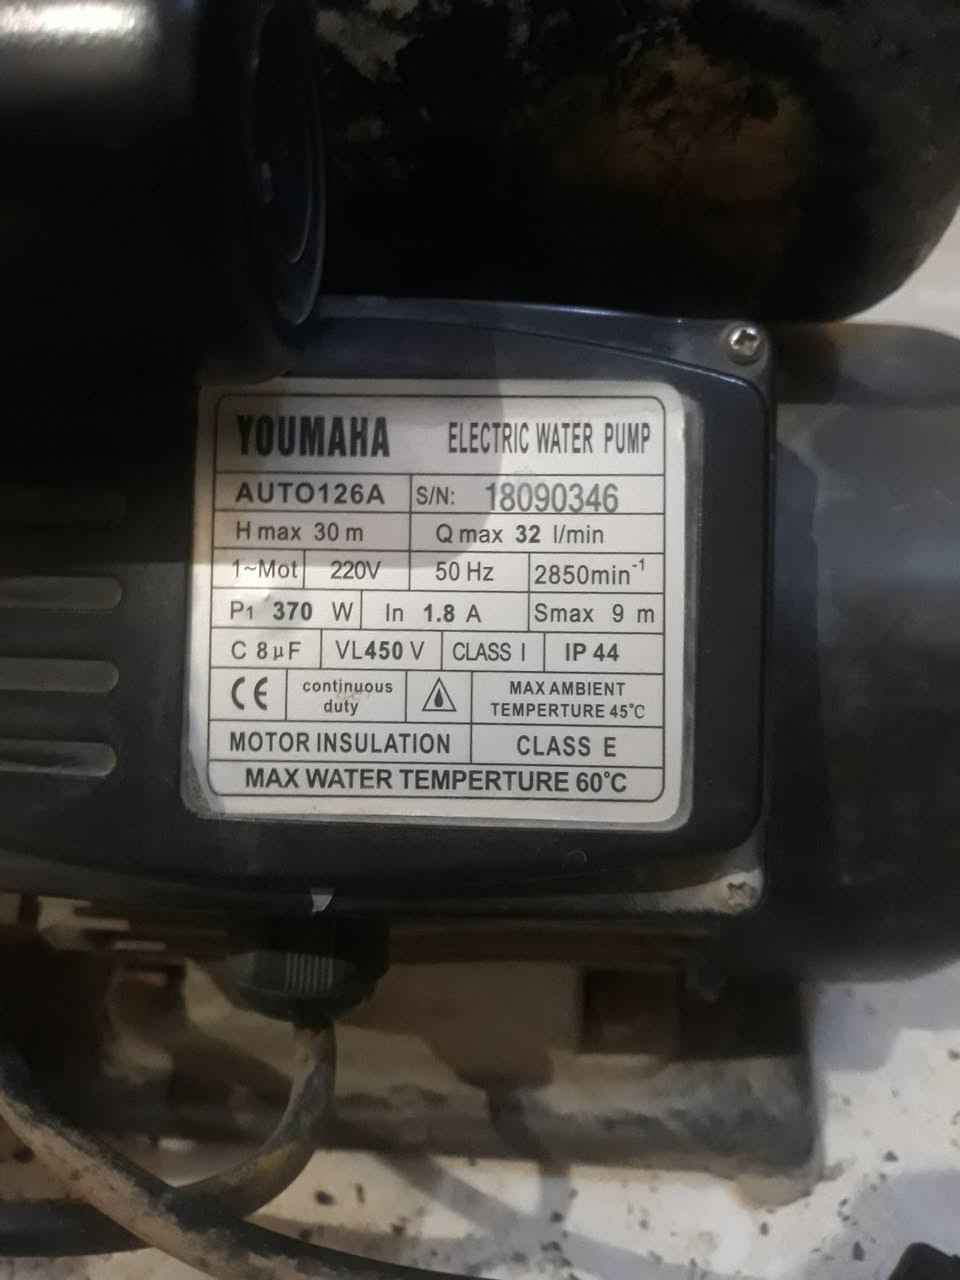 YOUMAHA ELECTRIC WATER PUMP
AUTO126A S/N: 18090346
H max 30 m Q max 32 l/min
1~Mot 220V 50 Hz 2850min⁻¹
P1 370 W In 1.8 A Smax 9 m
C 8µF VL450 V CLASS I IP 44
CE continuous duty MAX AMBIENT TEMPERTURE 45°C
MOTOR INSULATION CLASS E
MAX WATER TEMPERTURE 60°C